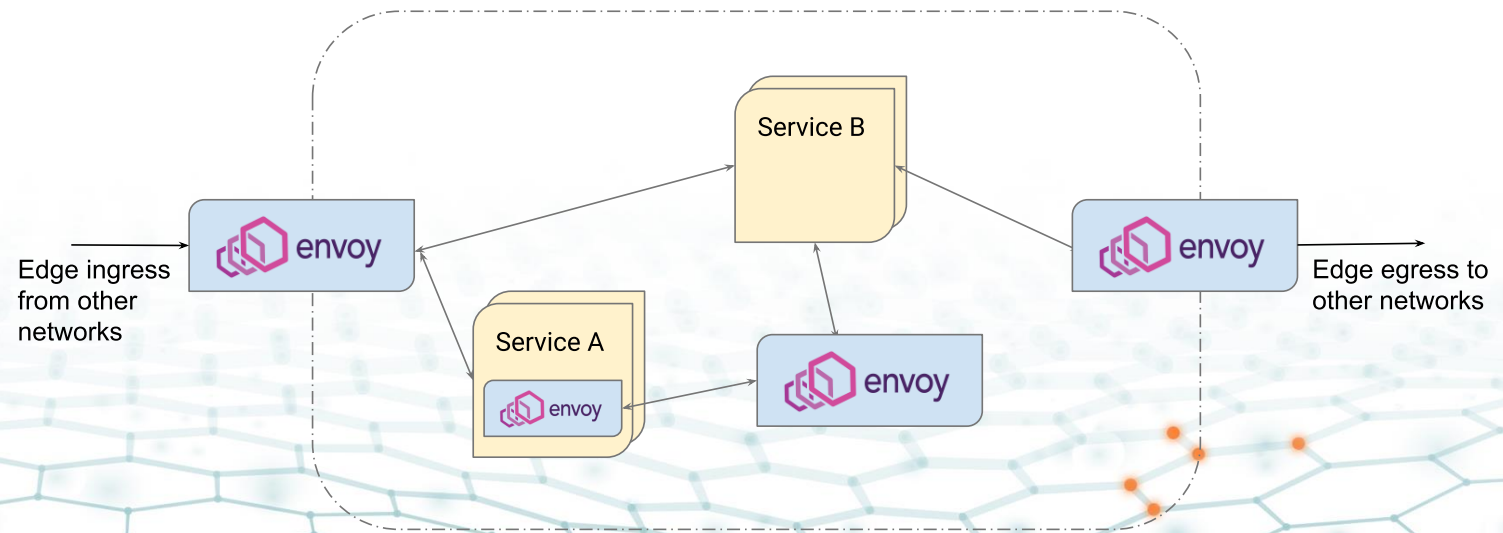 Service B
envoy
envoy
Edge ingress
from other
networks
Edge egress to
other networks
Service A
envoy
envoy